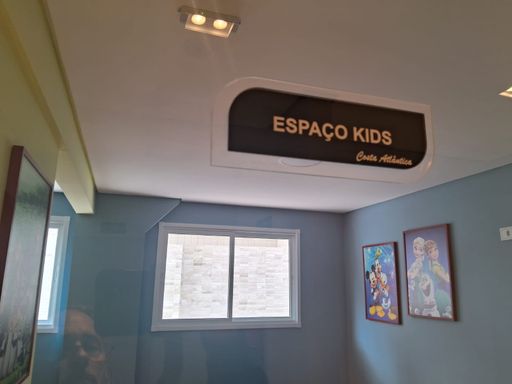 ESPAÇO KIDS
Costa Atlântica